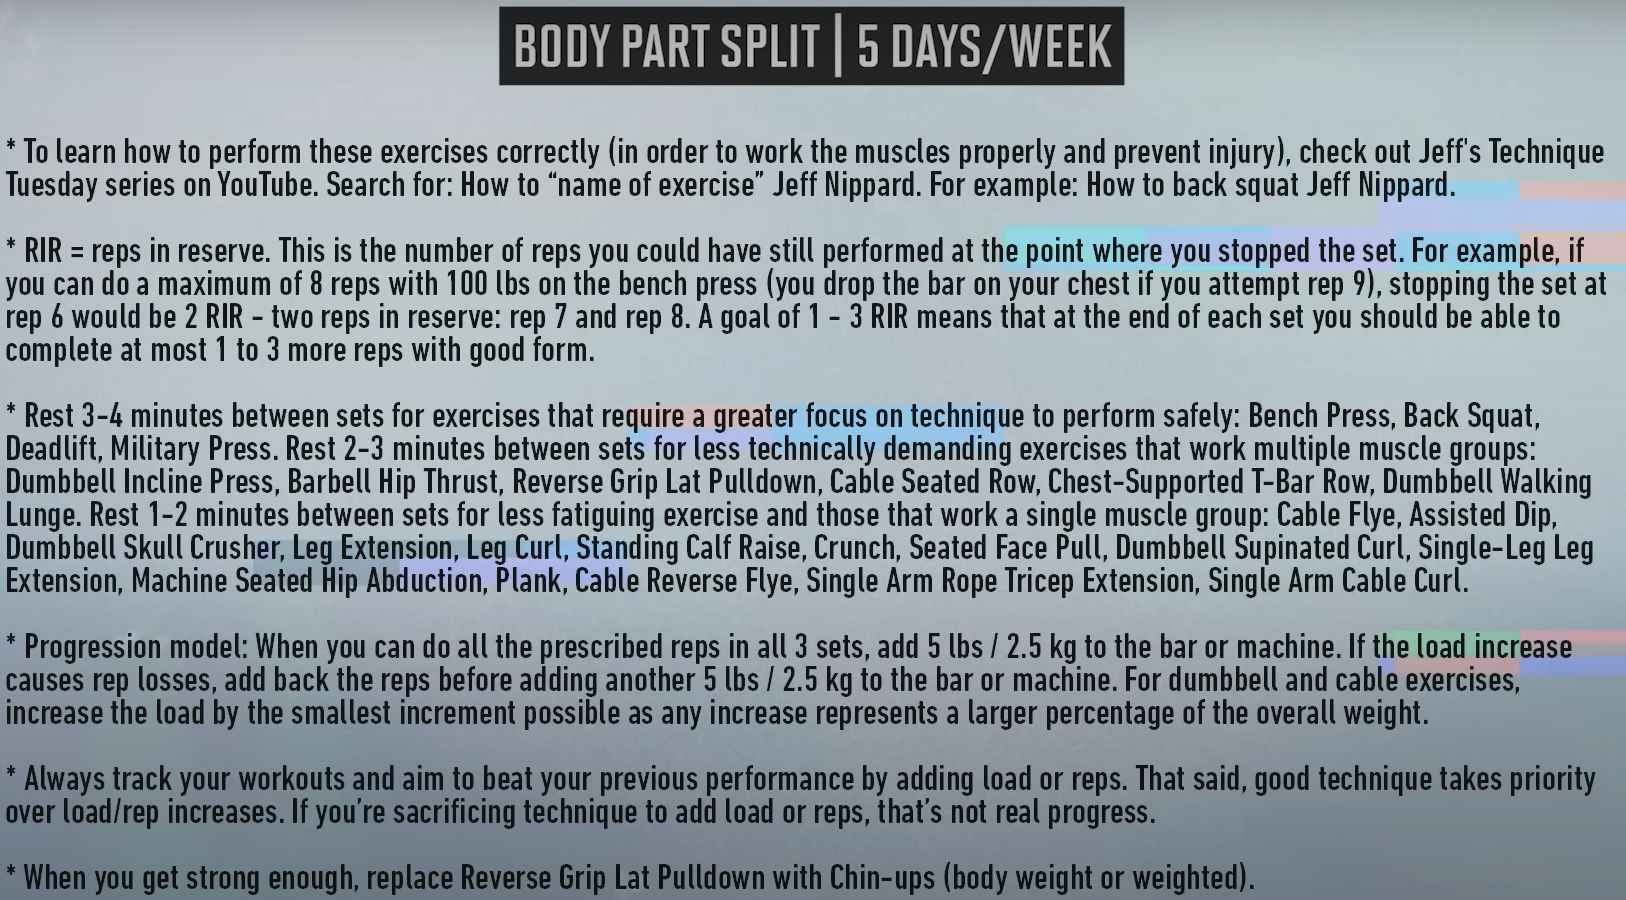 BODY PART SPLIT | 5 DAYS/WEEK
* To learn how to perform these exercises correctly (in order to work the muscles properly and prevent injury), check out Jeff's Technique
Tuesday series on YouTube. Search for: How to “name of exercise” Jeff Nippard. For example: How to back squat Jeff Nippard.
* RIR = reps in reserve. This is the number of reps you could have still performed at the point where you stopped the set. For example, if
you can do a maximum of 8 reps with 100 lbs on the bench press (you drop the bar on your chest if you attempt rep 9), stopping the set at
rep 6 would be 2 RIR - two reps in reserve: rep 7 and rep 8. A goal of 1 - 3 RIR means that at the end of each set you should be able to
complete at most 1 to 3 more reps with good form.
* Rest 3-4 minutes between sets for exercises that require a greater focus on technique to perform safely: Bench Press, Back Squat,
Deadlift, Military Press. Rest 2-3 minutes between sets for less technically demanding exercises that work multiple muscle groups:
Dumbbell Incline Press, Barbell Hip Thrust, Reverse Grip Lat Pulldown, Cable Seated Row, Chest-Supported T-Bar Row, Dumbbell Walking
Lunge. Rest 1-2 minutes between sets for less fatiguing exercise and those that work a single muscle group: Cable Flye, Assisted Dip,
Dumbbell Skull Crusher, Leg Extension, Leg Curl, Standing Calf Raise, Crunch, Seated Face Pull, Dumbbell Supinated Curl, Single-Leg Leg
Extension, Machine Seated Hip Abduction, Plank, Cable Reverse Flye, Single Arm Rope Tricep Extension, Single Arm Cable Curl.
* Progression model: When you can do all the prescribed reps in all 3 sets, add 5 lbs / 2.5 kg to the bar or machine. If the load increase
causes rep losses, add back the reps before adding another 5 lbs / 2.5 kg to the bar or machine. For dumbbell and cable exercises,
increase the load by the smallest increment possible as any increase represents a larger percentage of the overall weight.
* Always track your workouts and aim to beat your previous performance by adding load or reps. That said, good technique takes priority
over load/rep increases. If you’re sacrificing technique to add load or reps, that’s not real progress.
* When you get strong enough, replace Reverse Grip Lat Pulldown with Chin-ups (body weight or weighted).